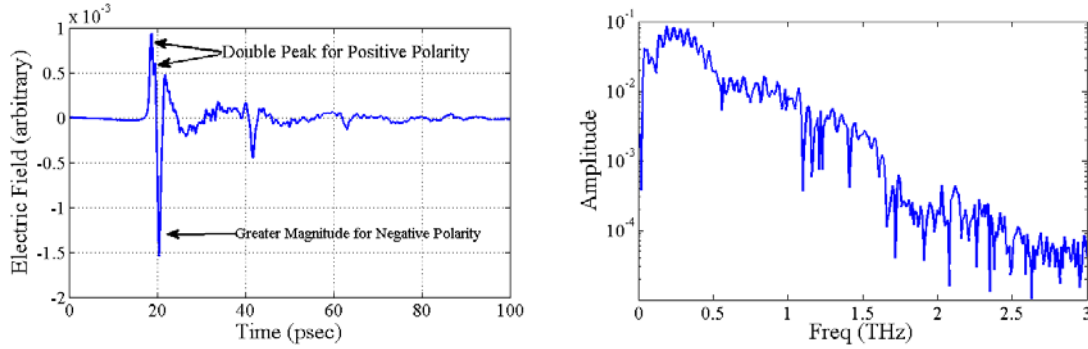 x 10^-3
1
0.5
0
-0.5
-1
-1.5
-2
Electric Field (arbitrary)
Double Peak for Positive Polarity
Greater Magnitude for Negative Polarity
0 20 40 60 80 100
Time (psec)
10^-1
10^-2
10^-3
10^-4
Amplitude
0 0.5 1 1.5 2 2.5 3
Freq (THz)